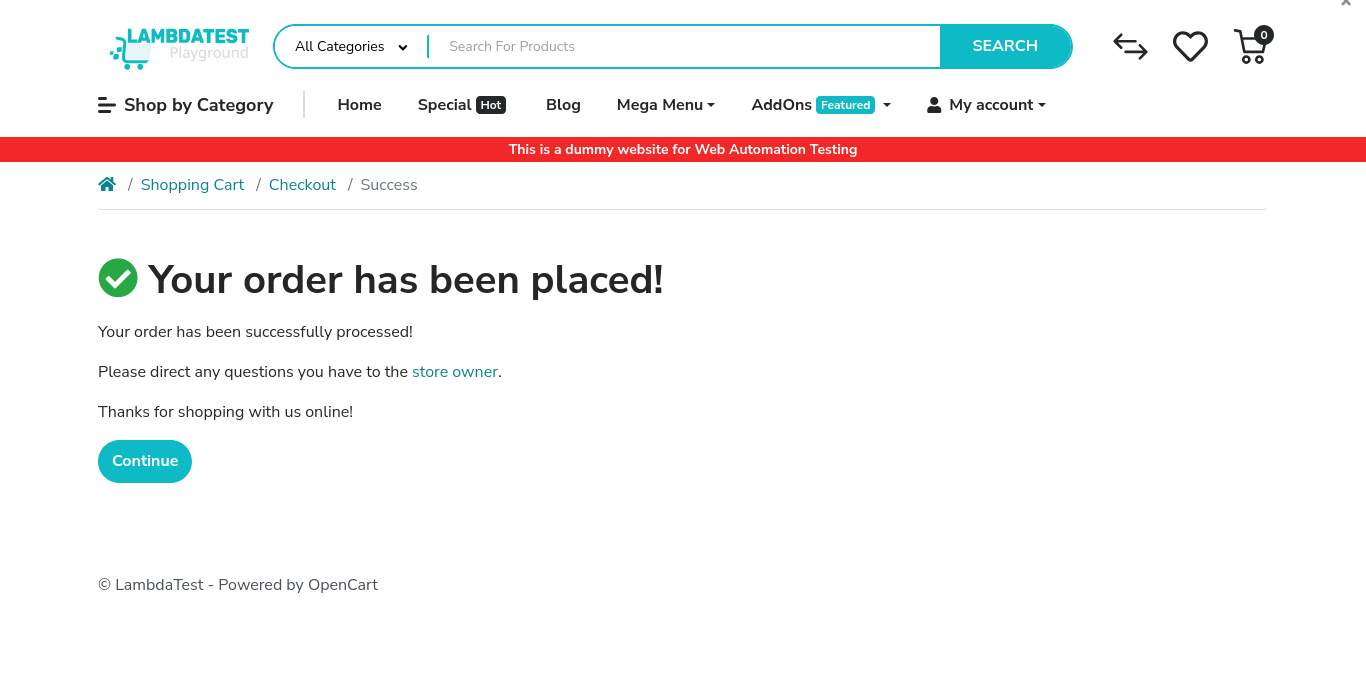 LAMBDATEST
Playground
All Categories
Search For Products
SEARCH
0
Shop by Category
Home
Special Hot
Blog
Mega Menu
AddOns Featured
My account
This is a dummy website for Web Automation Testing
/ Shopping Cart / Checkout / Success
Your order has been placed!
Your order has been successfully processed!
Please direct any questions you have to the store owner.
Thanks for shopping with us online!
Continue
© LambdaTest - Powered by OpenCart